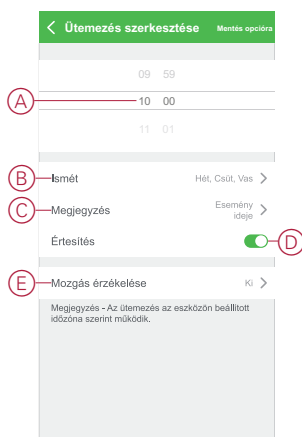 Ütemezés szerkesztése Mentés opcióra
09 59
A 10 00
11 01
B Ismét Hét, Csüt, Vas
C Megjegyzés Esemény ideje
Értesítés D
E Mozgás érzékelése Ki
Megjegyzés - Az ütemezés az eszközön beállított
időzóna szerint működik.